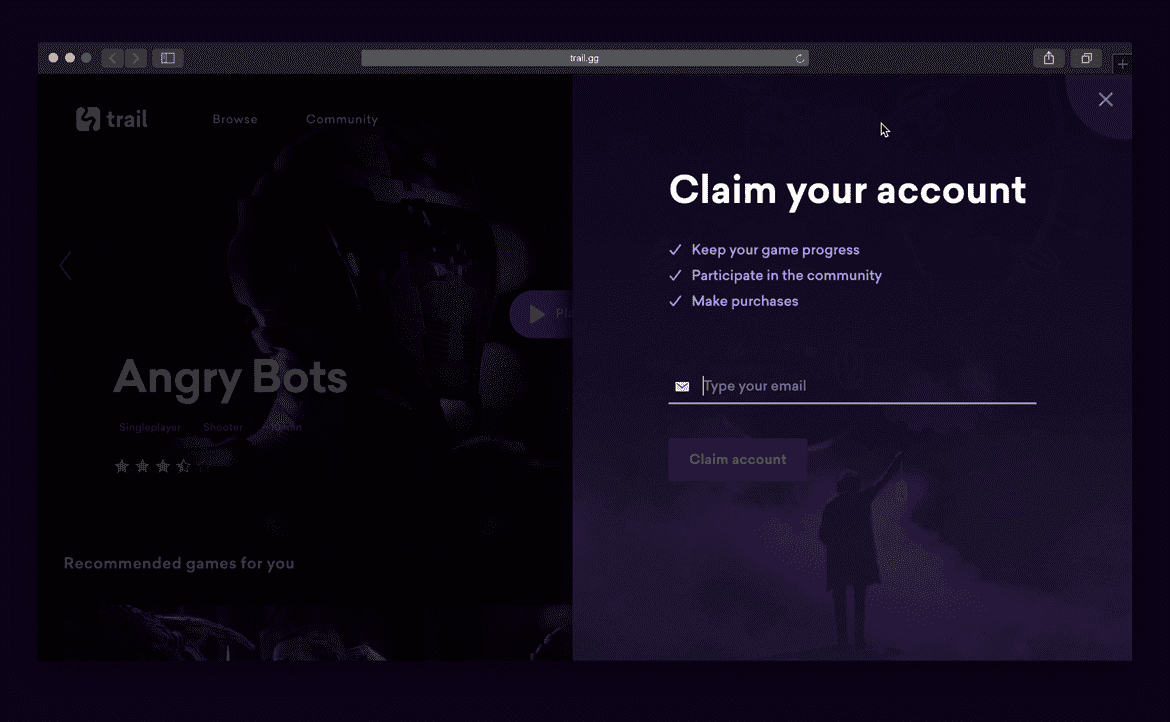 trail.gg
trail
Browse
Community
Claim your account
Keep your game progress
Participate in the community
Make purchases
Type your email
Claim account
Angry Bots
Singleplayer
Shooter
Recommended games for you